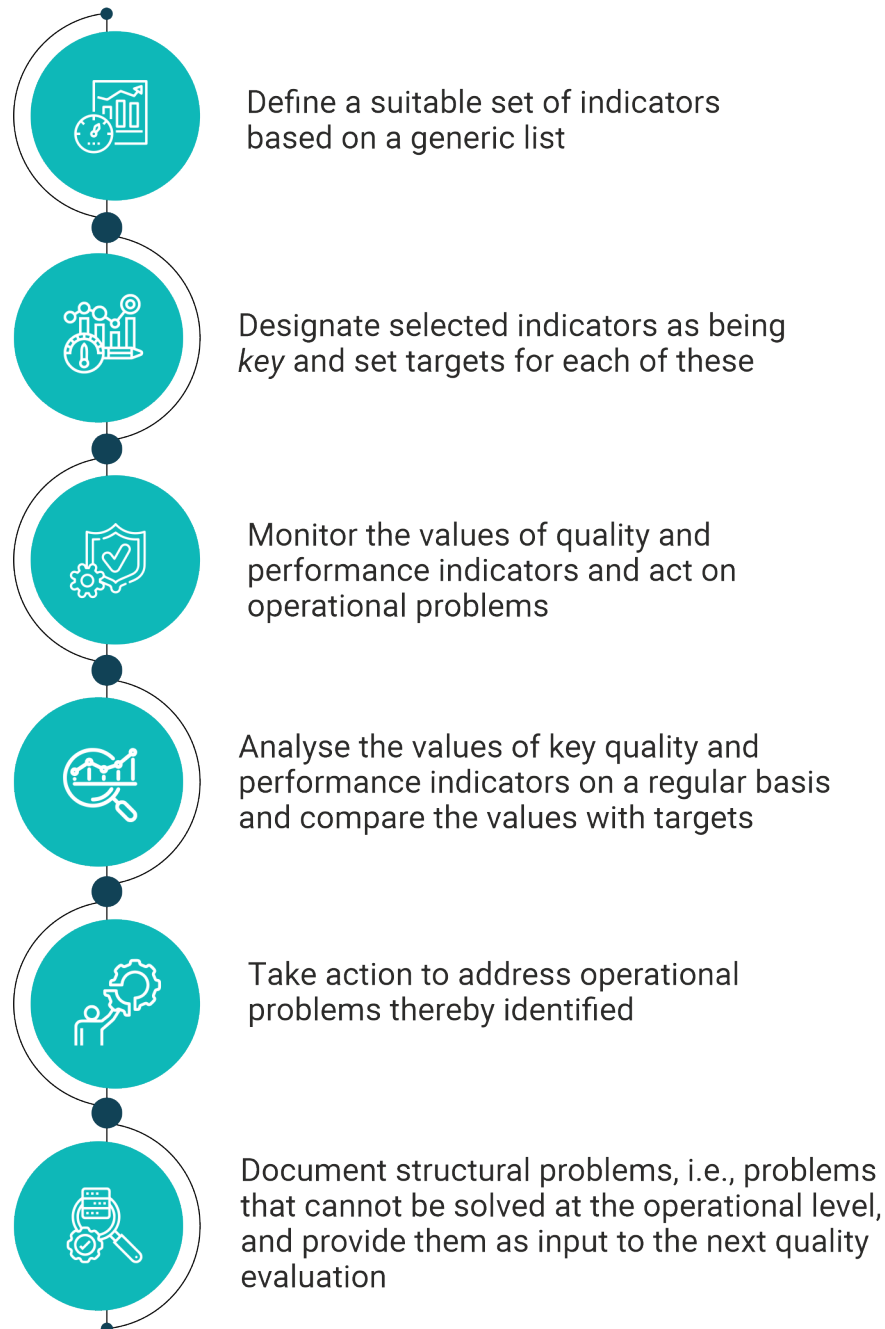 Define a suitable set of indicators
based on a generic list
Designate selected indicators as being
key and set targets for each of these
Monitor the values of quality and
performance indicators and act on
operational problems
Analyse the values of key quality and
performance indicators on a regular basis
and compare the values with targets
Take action to address operational
problems thereby identified
Document structural problems, i.e., problems
that cannot be solved at the operational level,
and provide them as input to the next quality
evaluation